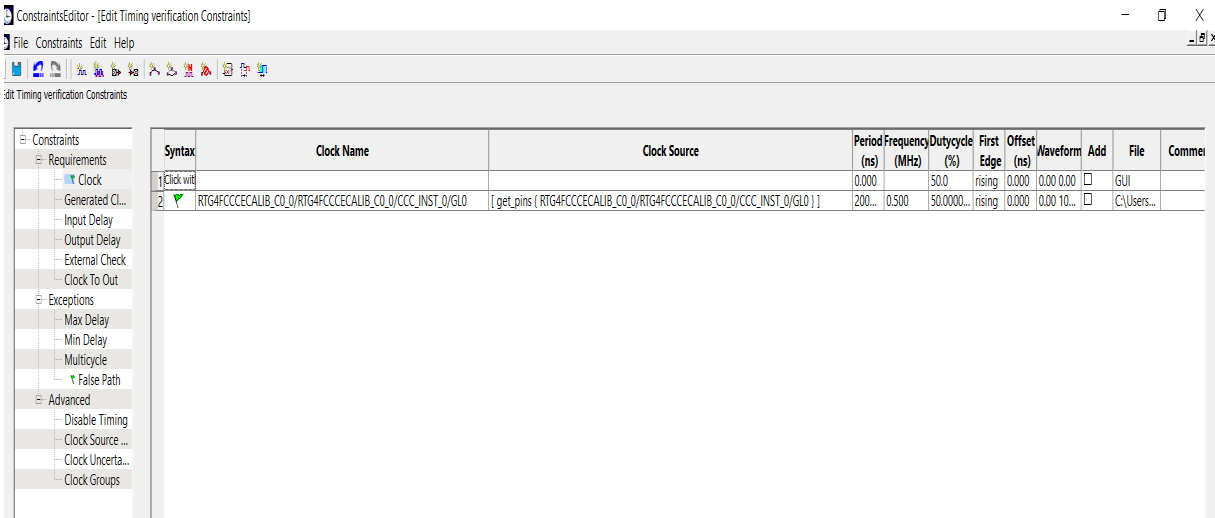 ConstraintsEditor - [Edit Timing verification Constraints]
File Constraints Edit Help
Edit Timing verification Constraints
Constraints
Requirements
Clock
Generated Cl...
Input Delay
Output Delay
External Check
Clock To Out
Exceptions
Max Delay
Min Delay
Multicycle
False Path
Advanced
Disable Timing
Clock Source ...
Clock Uncerta...
Clock Groups
Syntax Clock Name Clock Source Period (ns) Frequency (MHz) Dutycycle (%) First Edge Offset (ns) Waveform Add File Commen
1 Click wit 0.000 50.0 rising 0.000 0.00 0.00 GUI
2 RTG4FCCCECALIB_C0_0/RTG4FCCCECALIB_C0_0/CCC_INST_0/GL0 [ get_pins { RTG4FCCCECALIB_C0_0/RTG4FCCCECALIB_C0_0/CCC_INST_0/GL0 } ] 200... 0.500 50.0000... rising 0.000 0.00 10... C:\Users...